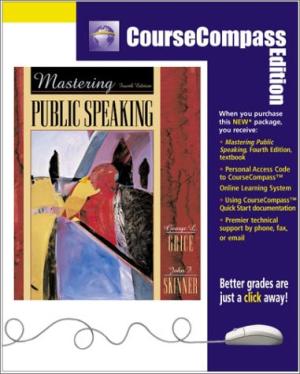 CourseCompass
Edition
Mastering Fourth Edition
PUBLIC SPEAKING
George L.
GRICE
John F.
SKINNER
When you purchase
this NEW* package,
you receive:
• Mastering Public
Speaking, Fourth Edition,
textbook
• Personal Access Code
to CourseCompass™
Online Learning System
• Using CourseCompass™
Quick Start documentation
• Premier technical
support by phone, fax,
or email
Better grades are
just a click away!